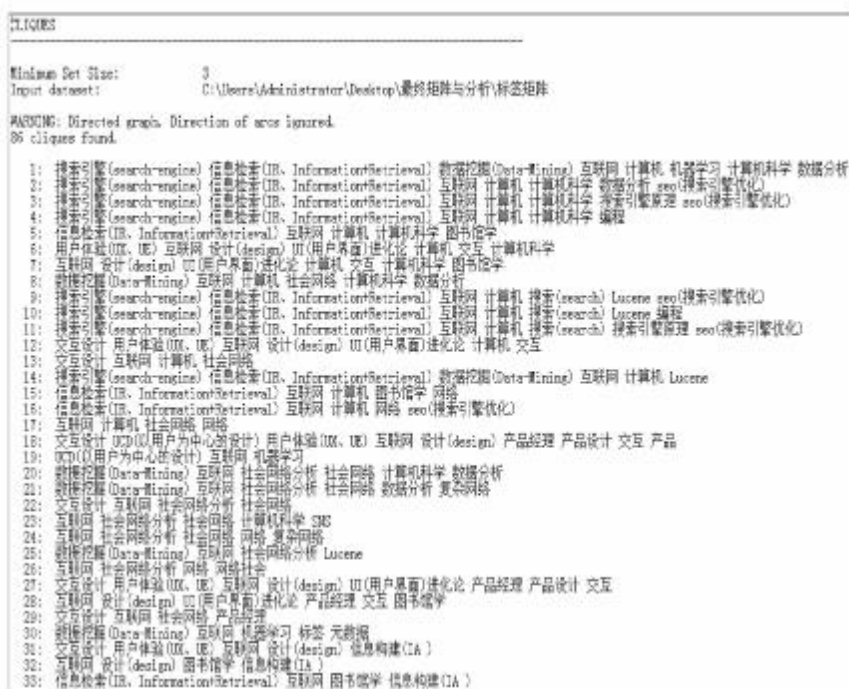 CLIQUES
Minimum Set Size: 3
Input dataset: C:\Users\Administrator\Desktop\最终矩阵与分析\标签矩阵
WARNING: Directed graph. Direction of arcs ignored.
86 cliques found.
1: 搜索引擎(search-engine) 信息检索(IR、Information+Retrieval) 数据挖掘(Data-Mining) 互联网 计算机 机器学习 计算机科学 数据分析
2: 搜索引擎(search-engine) 信息检索(IR、Information+Retrieval) 互联网 计算机 计算机科学 数据分析 seo(搜索引擎优化)
3: 搜索引擎(search-engine) 信息检索(IR、Information+Retrieval) 互联网 计算机 计算机科学 搜索引擎原理 seo(搜索引擎优化)
4: 搜索引擎(search-engine) 信息检索(IR、Information+Retrieval) 互联网 计算机 计算机科学 编程
5: 信息检索(IR、Information+Retrieval) 互联网 计算机 计算机科学 图书馆学
6: 用户体验(UX、UE) 互联网 设计(design) UI(用户界面)进化论 计算机 交互 计算机科学
7: 互联网 设计(design) UI(用户界面)进化论 计算机 交互 计算机科学 图书馆学
8: 数据挖掘(Data-Mining) 互联网 计算机 社会网络 计算机科学 数据分析
9: 搜索引擎(search-engine) 信息检索(IR、Information+Retrieval) 互联网 计算机 搜索(search) Lucene seo(搜索引擎优化)
10: 搜索引擎(search-engine) 信息检索(IR、Information+Retrieval) 互联网 计算机 搜索(search) Lucene 编程
11: 搜索引擎(search-engine) 信息检索(IR、Information+Retrieval) 互联网 计算机 搜索(search) 搜索引擎原理 seo(搜索引擎优化)
12: 交互设计 用户体验(UX、UE) 互联网 设计(design) UI(用户界面)进化论 计算机 交互
13: 交互设计 互联网 计算机 社会网络
14: 搜索引擎(search-engine) 信息检索(IR、Information+Retrieval) 数据挖掘(Data-Mining) 互联网 计算机 Lucene
15: 信息检索(IR、Information+Retrieval) 互联网 计算机 图书馆学 网络
16: 信息检索(IR、Information+Retrieval) 互联网 计算机 网络 seo(搜索引擎优化)
17: 互联网 计算机 社会网络 网络
18: 交互设计 UCD(以用户为中心的设计) 用户体验(UX、UE) 互联网 设计(design) 产品经理 产品设计 交互 产品
19: UCD(以用户为中心的设计) 互联网 机器学习
20: 数据挖掘(Data-Mining) 互联网 社会网络分析 社会网络 计算机科学 数据分析
21: 数据挖掘(Data-Mining) 互联网 社会网络分析 社会网络 数据分析 复杂网络
22: 交互设计 互联网 社会网络分析 社会网络
23: 互联网 社会网络分析 社会网络 计算机科学 SNS
24: 互联网 社会网络分析 社会网络 网络 复杂网络
25: 数据挖掘(Data-Mining) 互联网 社会网络分析 Lucene
26: 互联网 社会网络分析 网络 网络社会
27: 交互设计 用户体验(UX、UE) 互联网 设计(design) UI(用户界面)进化论 产品经理 产品设计 交互
28: 互联网 设计(design) UI(用户界面)进化论 产品经理 交互 图书馆学
29: 交互设计 互联网 社会网络 产品经理
30: 数据挖掘(Data-Mining) 互联网 机器学习 标签 元数据
31: 交互设计 用户体验(UX、UE) 互联网 设计(design) 信息构建(IA )
32: 互联网 设计(design) 图书馆学 信息构建(IA )
33: 信息检索(IR、Information+Retrieval) 互联网 图书馆学 信息构建(IA )